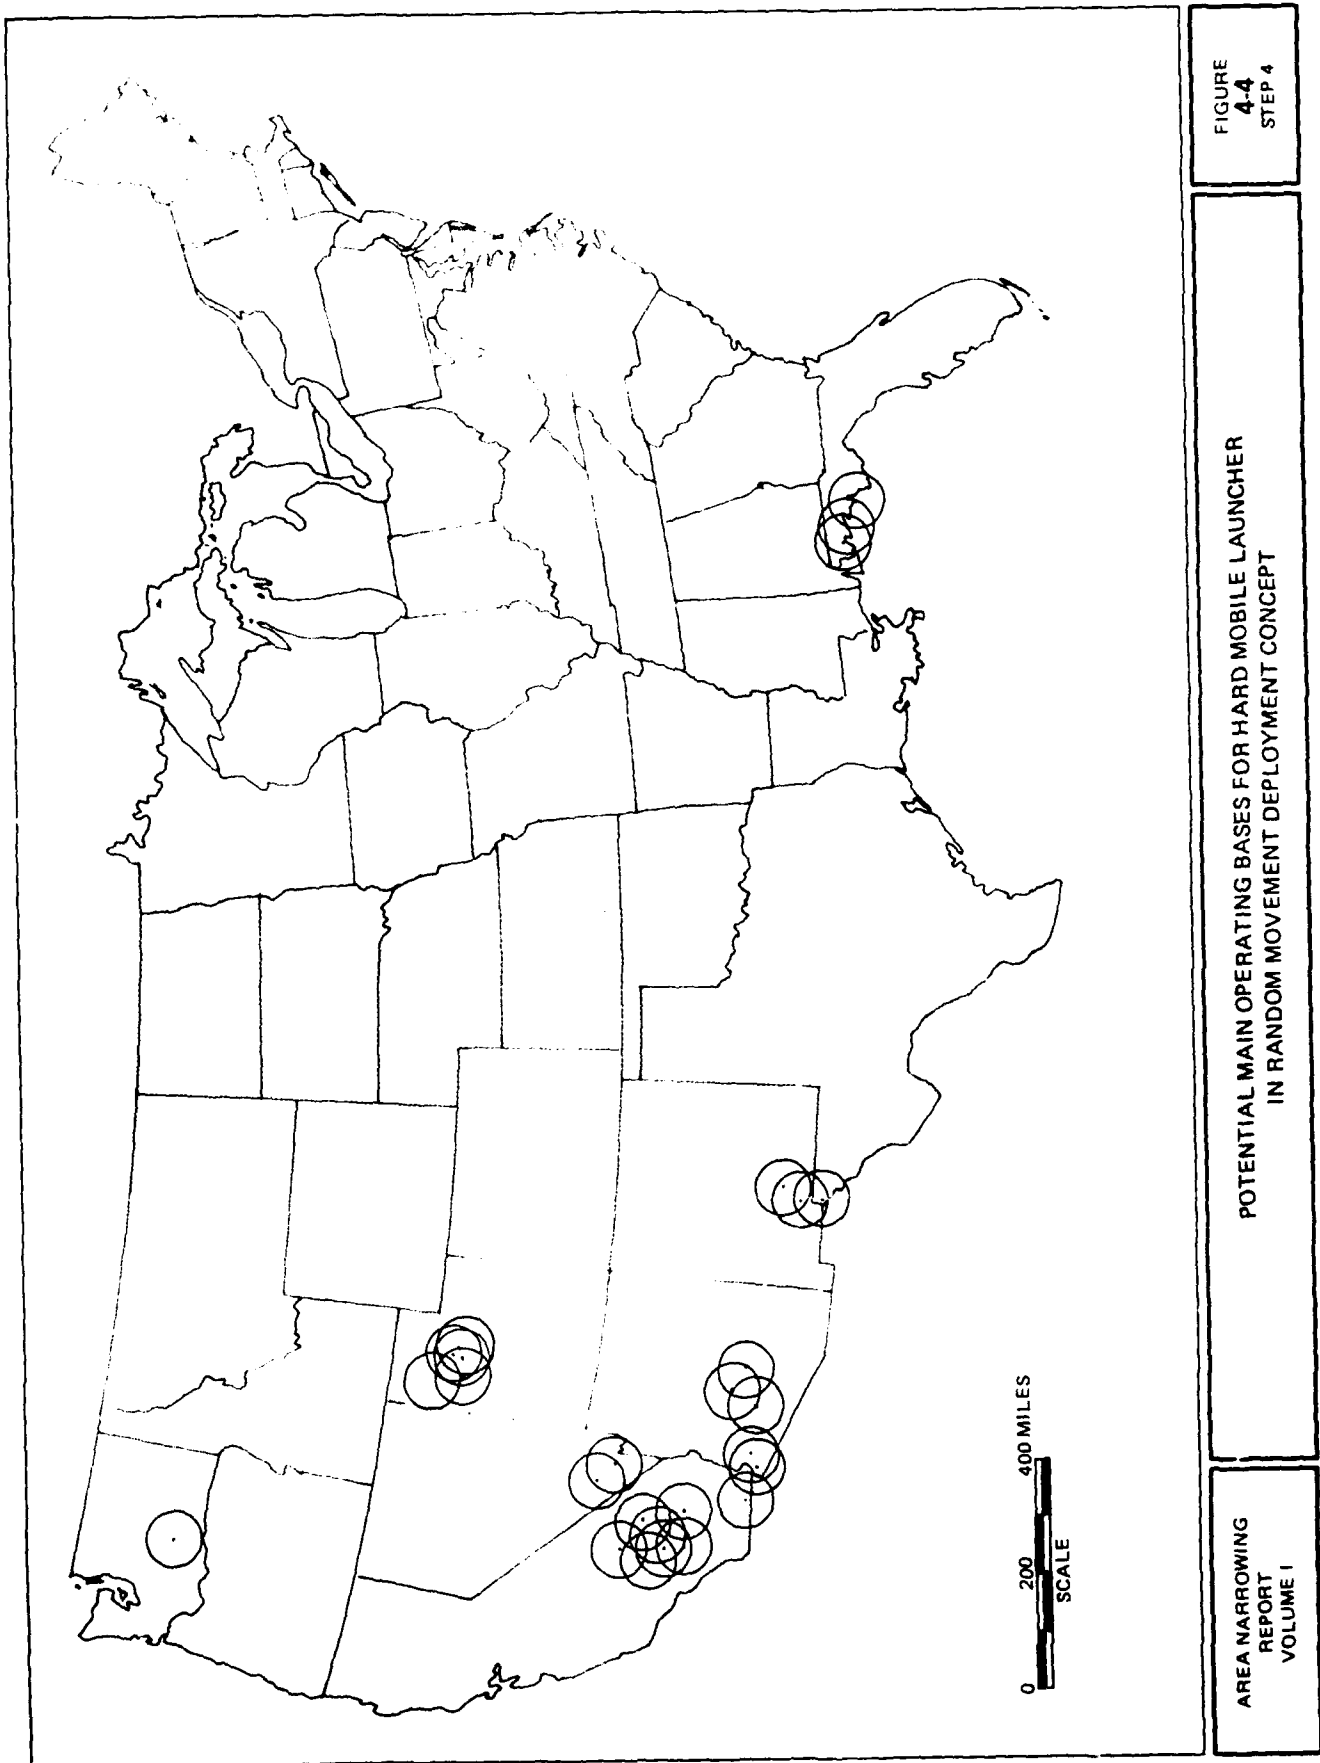 0 200 400 MILES
SCALE
AREA NARROWING
REPORT
VOLUME I
POTENTIAL MAIN OPERATING BASES FOR HARD MOBILE LAUNCHER
IN RANDOM MOVEMENT DEPLOYMENT CONCEPT
FIGURE
4-4
STEP 4